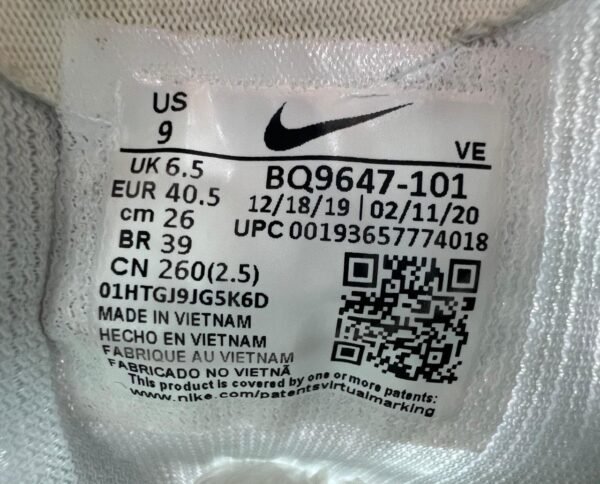 US
9
VE
UK 6.5
EUR 40.5
cm 26
BR 39
CN 260(2.5)
BQ9647-101
12/18/19 | 02/11/20
UPC 00193657774018
01HTGJ9JG5K6D
MADE IN VIETNAM
HECHO EN VIETNAM
FABRIQUE AU VIETNAM
FABRICADO NO VIETNÃ
This product is covered by one or more patents:
www.nike.com/patentsvirtualmarking